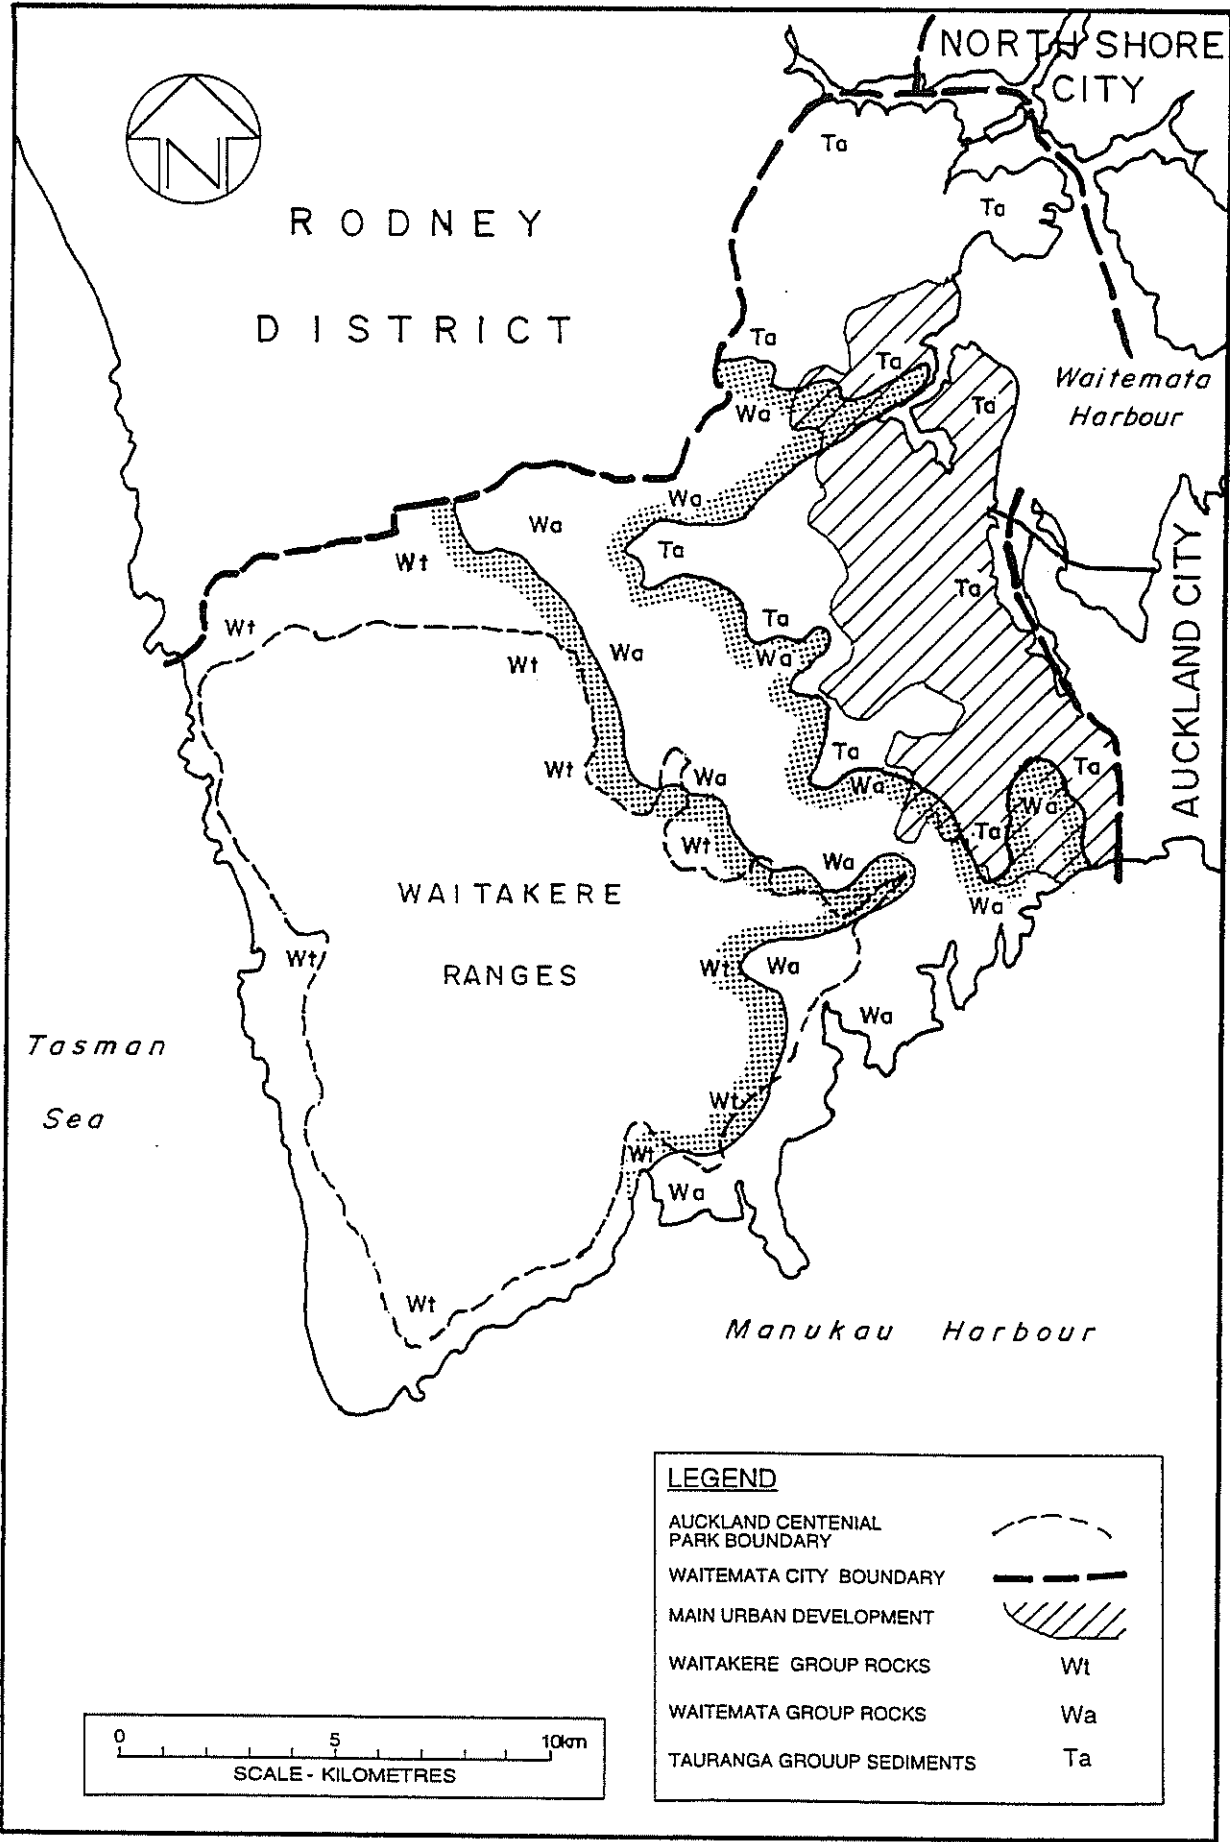 NORTH SHORE
CITY
N
Ta
RODNEY
Ta
DISTRICT
Ta
Ta
Waitemata
Harbour
Wa
Ta
Wa
Wa
Wt
Ta
Ta
Wt
Ta
Wa
Wt
Wa
AUCKLAND CITY
Ta
Wt
Wa
Wa
Ta
Wa
Ta
Wt
Wa
WAITAKERE
Wa
Wt
Wt
Wa
RANGES
Wa
Tasman
Sea
Wt
Wt
Wa
Wt
Manukau Harbour
LEGEND
AUCKLAND CENTENIAL
PARK BOUNDARY
WAITEMATA CITY BOUNDARY
MAIN URBAN DEVELOPMENT
WAITAKERE GROUP ROCKS Wt
WAITEMATA GROUP ROCKS Wa
TAURANGA GROUUP SEDIMENTS Ta
0 5 10km
SCALE - KILOMETRES